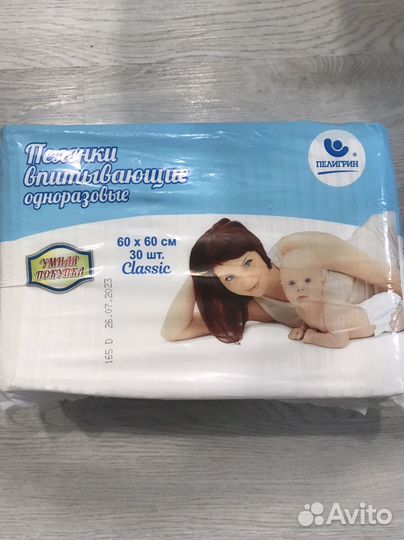 Пеленки
впитывающие
одноразовые
ПЕЛИГРИН ®
60 х 60 см
30 шт.
Classic
УМНАЯ
ПОКУПКА
165 D 26.07.2023
Avito